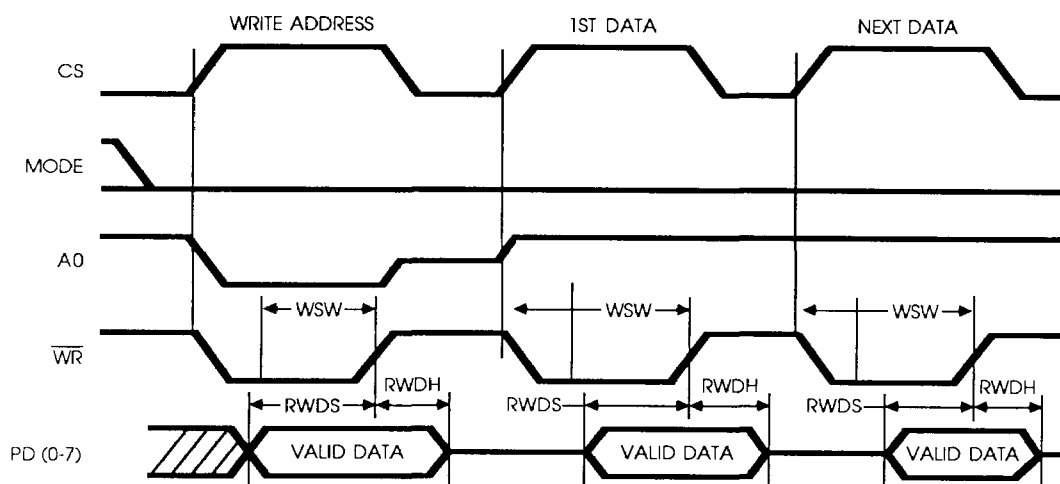 WRITE ADDRESS 1ST DATA NEXT DATA
CS
MODE
A0
WSW WSW WSW
WR
RWDS RWDH RWDS RWDH RWDS RWDH
PD (0-7) VALID DATA VALID DATA VALID DATA